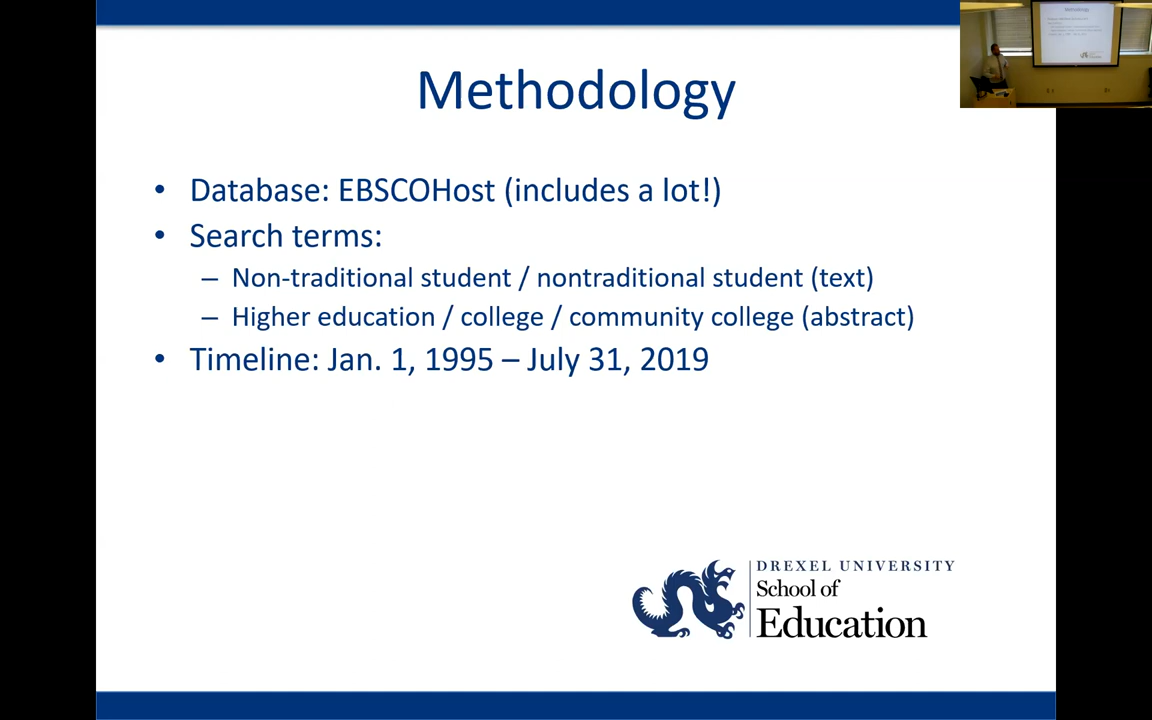 Methodology
• Database: EBSCOHost (includes a lot!)
• Search terms:
– Non-traditional student / nontraditional student (text)
– Higher education / college / community college (abstract)
• Timeline: Jan. 1, 1995 – July 31, 2019
DREXEL UNIVERSITY
School of
Education
Methodology